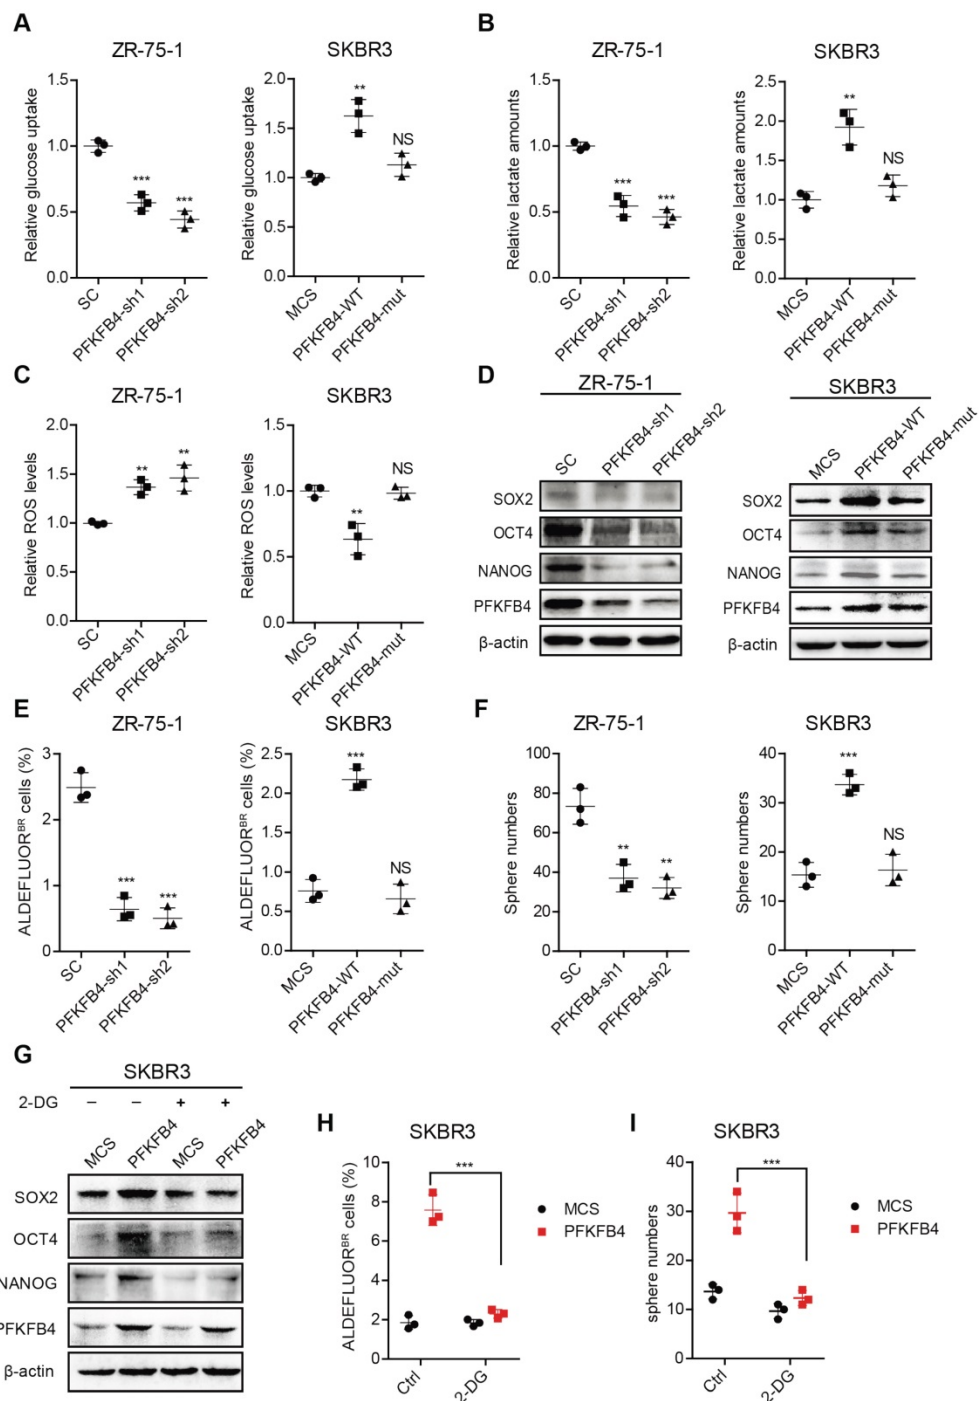 A
B
ZR-75-1
SKBR3
ZR-75-1
SKBR3
Relative glucose uptake
1.5
1.0
0.5
0.0
***
***
SC
PFKFB4-sh1
PFKFB4-sh2
Relative glucose uptake
2.0
1.5
1.0
0.5
0.0
**
NS
MCS
PFKFB4-WT
PFKFB4-mut
Relative lactate amounts
1.5
1.0
0.5
0.0
***
***
SC
PFKFB4-sh1
PFKFB4-sh2
Relative lactate amounts
2.5
2.0
1.5
1.0
0.5
0.0
**
NS
MCS
PFKFB4-WT
PFKFB4-mut
C
D
ZR-75-1
SKBR3
Relative ROS levels
2.0
1.5
1.0
0.5
0.0
**
**
SC
PFKFB4-sh1
PFKFB4-sh2
Relative ROS levels
1.5
1.0
0.5
0.0
**
NS
MCS
PFKFB4-WT
PFKFB4-mut
ZR-75-1
SC
PFKFB4-sh1
PFKFB4-sh2
SOX2
OCT4
NANOG
PFKFB4
β-actin
SKBR3
MCS
PFKFB4-WT
PFKFB4-mut
SOX2
OCT4
NANOG
PFKFB4
β-actin
E
F
ZR-75-1
SKBR3
ZR-75-1
SKBR3
ALDEFLUORBR cells (%)
3
2
1
0
***
***
SC
PFKFB4-sh1
PFKFB4-sh2
ALDEFLUORBR cells (%)
2.5
2.0
1.5
1.0
0.5
0.0
***
NS
MCS
PFKFB4-WT
PFKFB4-mut
Sphere numbers
100
80
60
40
20
0
**
**
SC
PFKFB4-sh1
PFKFB4-sh2
Sphere numbers
40
30
20
10
0
***
NS
MCS
PFKFB4-WT
PFKFB4-mut
G
SKBR3
2-DG – – + +
MCS
PFKFB4
MCS
PFKFB4
SOX2
OCT4
NANOG
PFKFB4
β-actin
H
SKBR3
ALDEFLUORBR cells (%)
10
8
6
4
2
0
***
MCS
PFKFB4
Ctrl
2-DG
I
SKBR3
sphere numbers
40
30
20
10
0
***
MCS
PFKFB4
Ctrl
2-DG